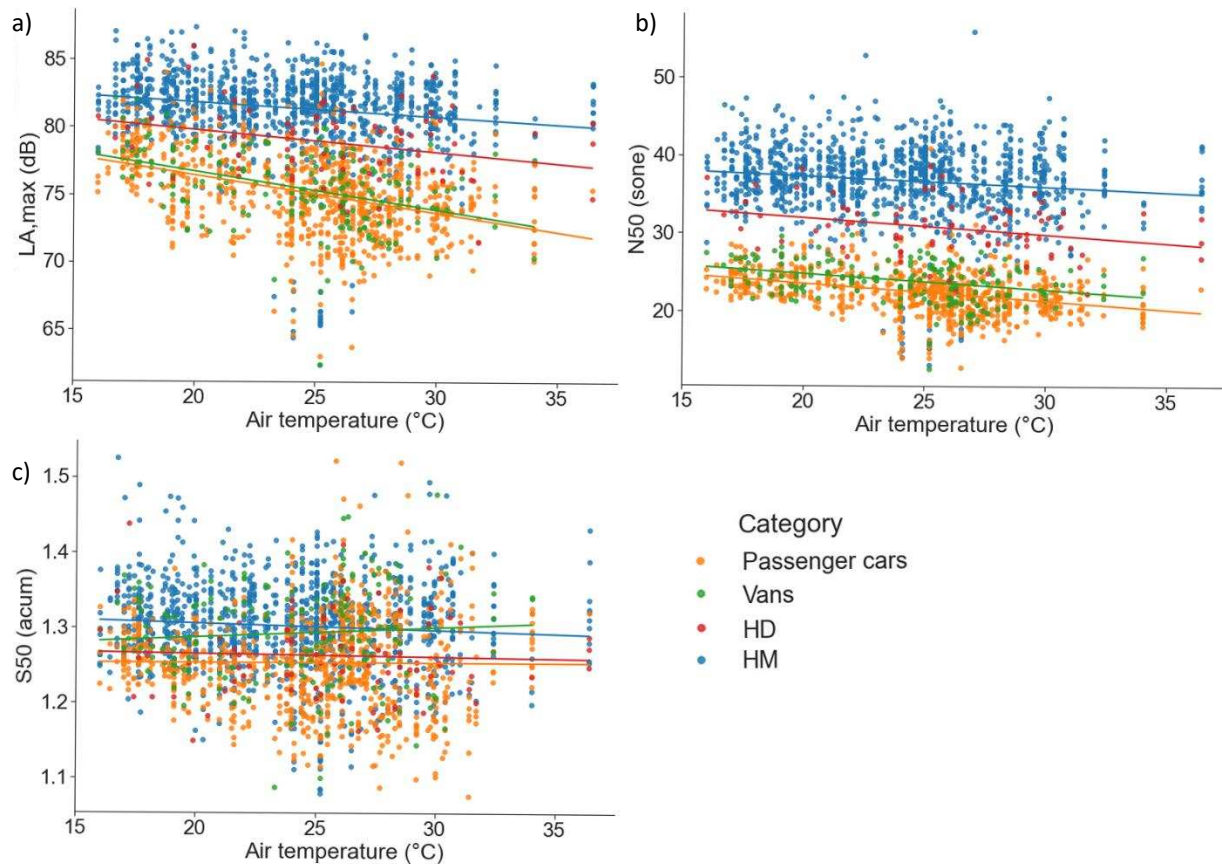 a)
85
80
75
70
65
LA,max (dB)
15 20 25 30 35
Air temperature (°C)
b)
50
40
30
20
N50 (sone)
15 20 25 30 35
Air temperature (°C)
c)
1.5
1.4
1.3
1.2
1.1
S50 (acum)
15 20 25 30 35
Air temperature (°C)
Category
Passenger cars
Vans
HD
HM